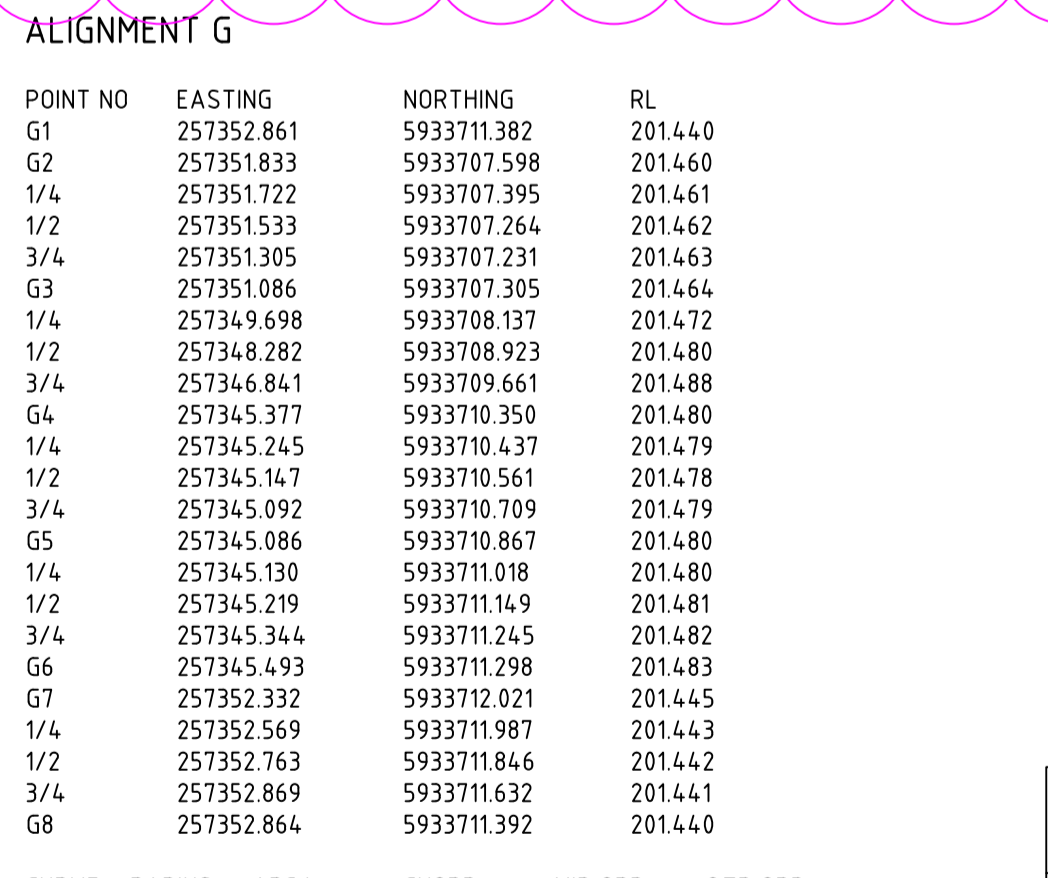 ALIGNMENT G
POINT NO EASTING NORTHING RL
G1 257352.861 5933711.382 201.440
G2 257351.833 5933707.598 201.460
1/4 257351.722 5933707.395 201.461
1/2 257351.533 5933707.264 201.462
3/4 257351.305 5933707.231 201.463
G3 257351.086 5933707.305 201.464
1/4 257349.698 5933708.137 201.472
1/2 257348.282 5933708.923 201.480
3/4 257346.841 5933709.661 201.488
G4 257345.377 5933710.350 201.480
1/4 257345.245 5933710.437 201.479
1/2 257345.147 5933710.561 201.478
3/4 257345.092 5933710.709 201.479
G5 257345.086 5933710.867 201.480
1/4 257345.130 5933711.018 201.480
1/2 257345.219 5933711.149 201.481
3/4 257345.344 5933711.245 201.482
G6 257345.493 5933711.298 201.483
G7 257352.332 5933712.021 201.445
1/4 257352.569 5933711.987 201.443
1/2 257352.763 5933711.846 201.442
3/4 257352.869 5933711.632 201.441
G8 257352.864 5933711.392 201.440